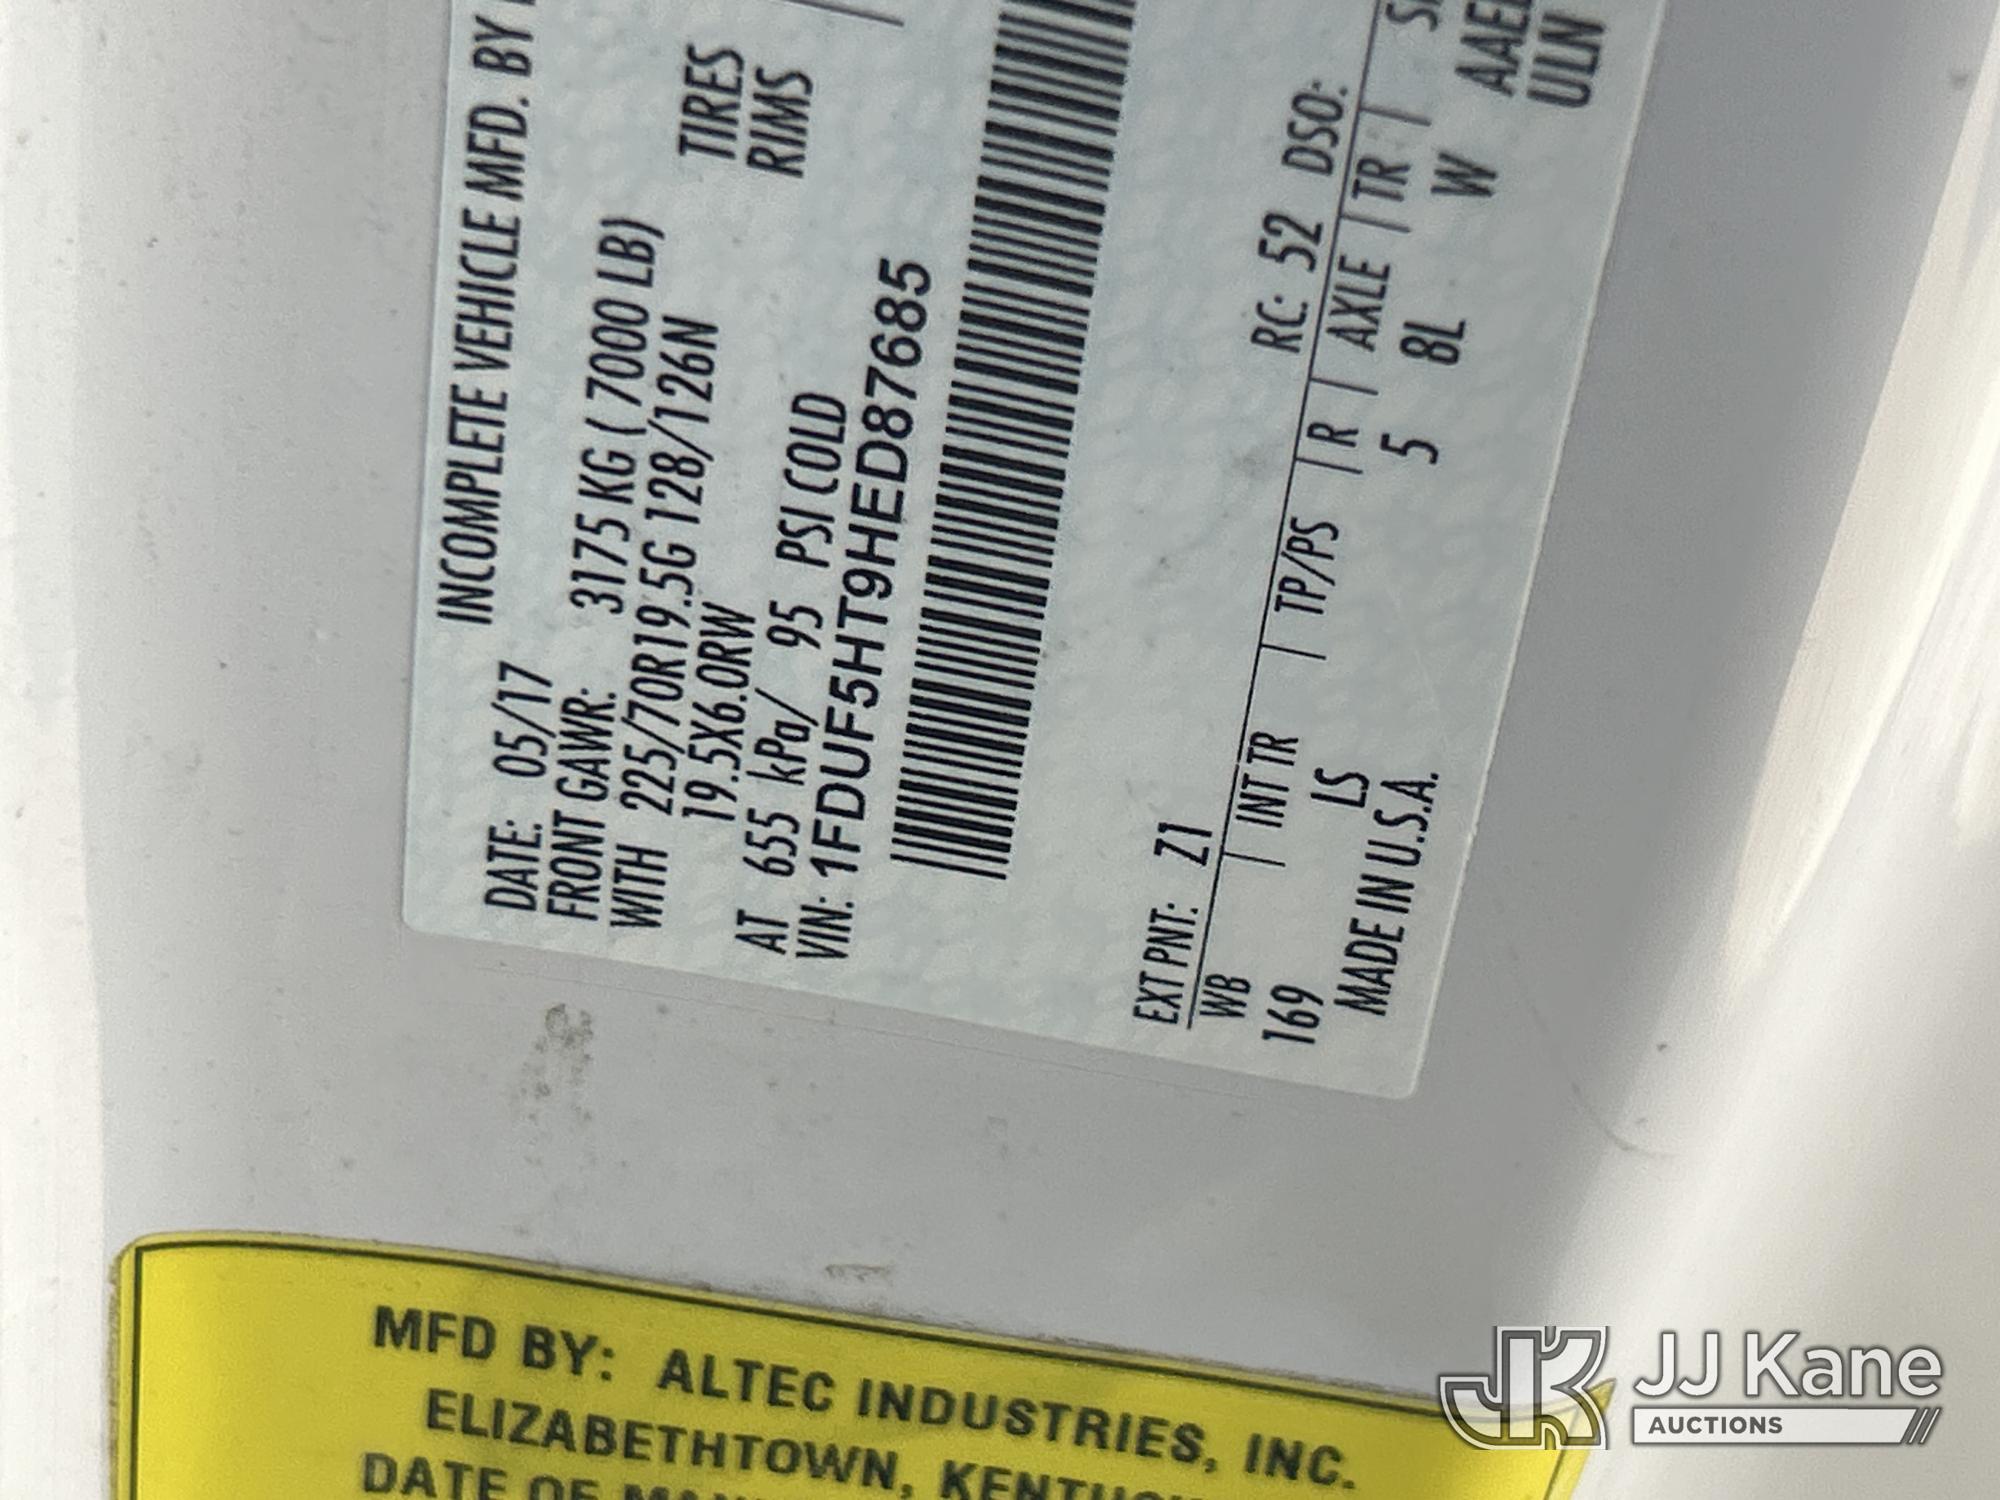 INCOMPLETE VEHICLE MFD. BY
DATE: 05/17
FRONT GAWR: 3175 KG ( 7000 LB)
WITH 225/70R19.5G 128/126N TIRES
19.5X6.0RW RIMS
AT 655 kPa/ 95 PSI COLD
VIN: 1FDUF5HT9HED87685
EXT PNT: Z1 RC: 52 DSO:
WB | INT TR | TP/PS | R | AXLE | TR |
169 LS 5 8L W
MADE IN U.S.A.
ULN
MFD BY: ALTEC INDUSTRIES, INC.
ELIZABETHTOWN,
DATE OF
JJ Kane
AUCTIONS